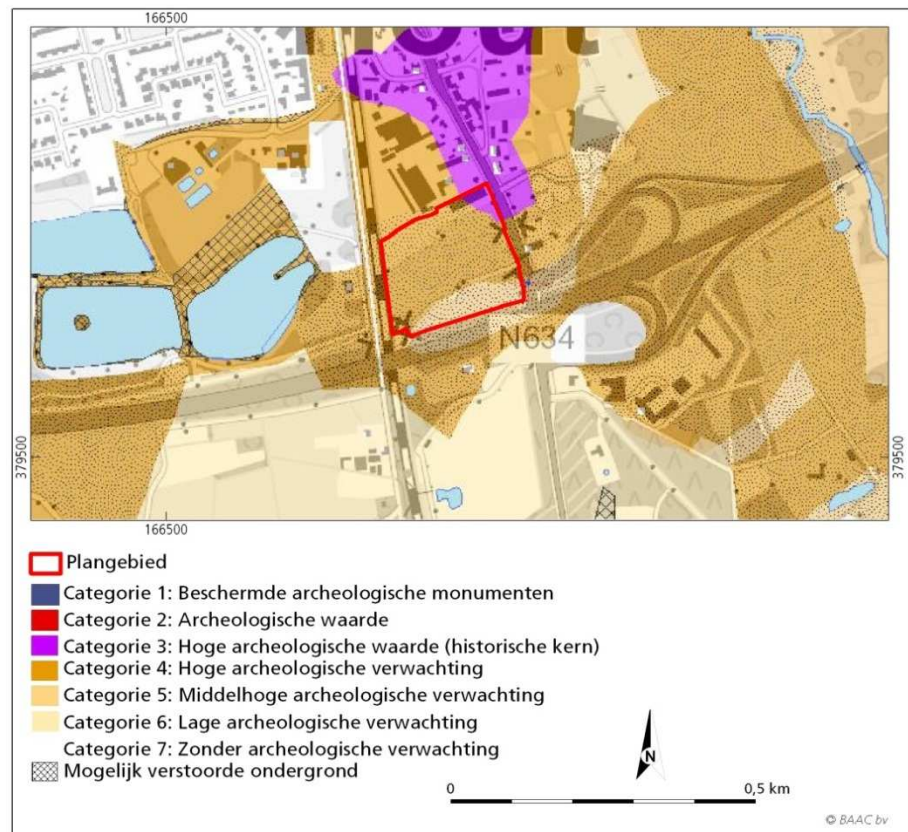 166500
N634
379500
379500
166500
Plangebied
Categorie 1: Beschermde archeologische monumenten
Categorie 2: Archeologische waarde
Categorie 3: Hoge archeologische waarde (historische kern)
Categorie 4: Hoge archeologische verwachting
Categorie 5: Middelhoge archeologische verwachting
Categorie 6: Lage archeologische verwachting
Categorie 7: Zonder archeologische verwachting
Mogelijk verstoorde ondergrond
N
0 0,5 km
© BAAC bv